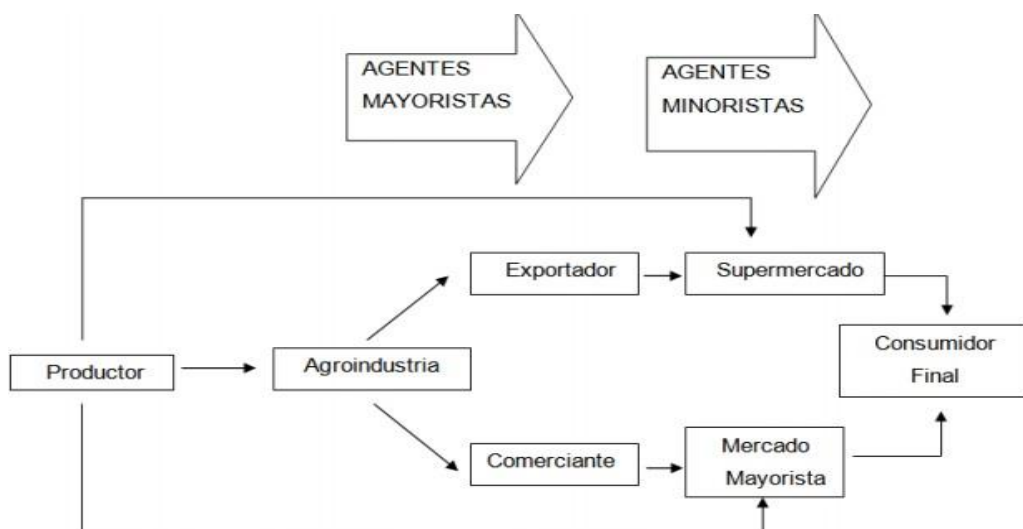 AGENTES
MAYORISTAS
AGENTES
MINORISTAS
Exportador
Supermercado
Productor
Agroindustria
Consumidor
Final
Comerciante
Mercado
Mayorista